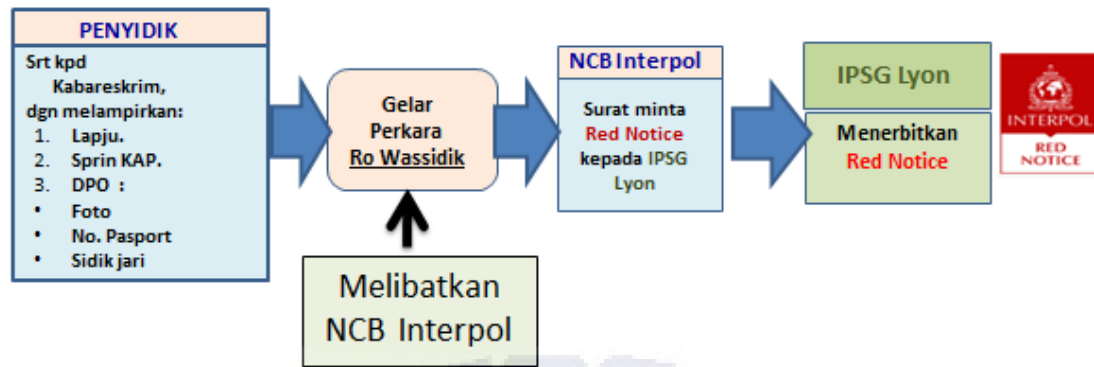 PENYIDIK
Srt kpd
Kabareskrim,
dgn melampirkan:
1. Lapju.
2. Sprin KAP.
3. DPO :
• Foto
• No. Pasport
• Sidik jari
Gelar
Perkara
Ro Wassidik
Melibatkan
NCB Interpol
NCB Interpol
Surat minta
Red Notice
kepada IPSG
Lyon
IPSG Lyon
Menerbitkan
Red Notice
INTERPOL
RED
NOTICE